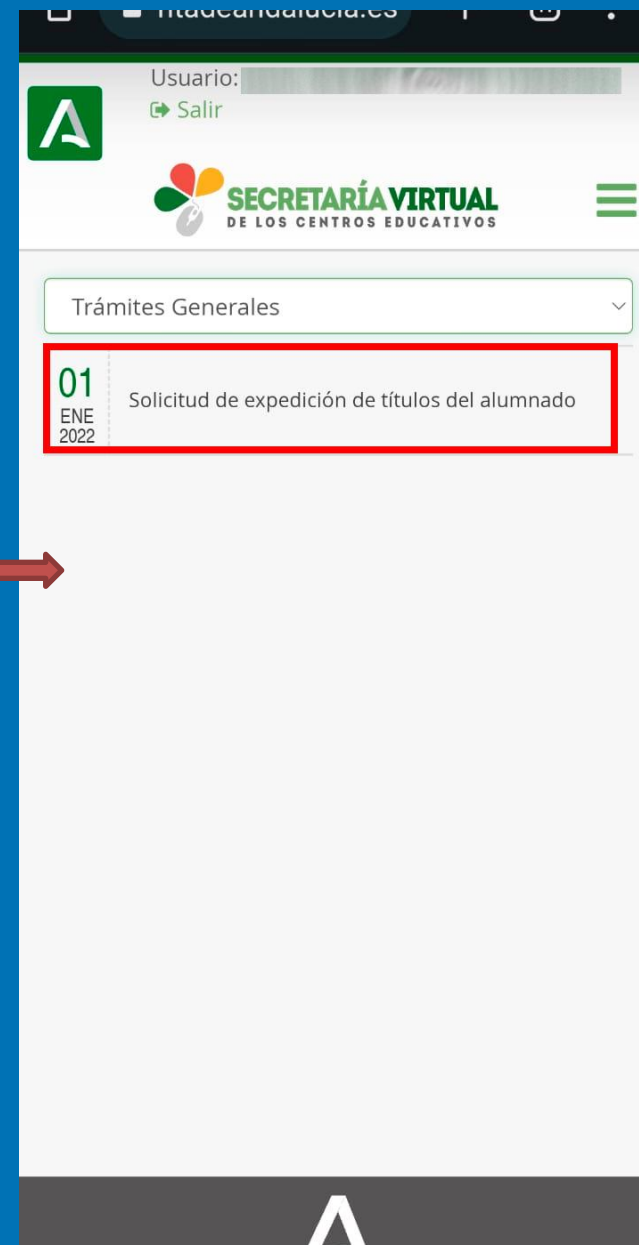 Usuario:
Salir
SECRETARÍA VIRTUAL
DE LOS CENTROS EDUCATIVOS
Trámites Generales
01
ENE
2022
Solicitud de expedición de títulos del alumnado